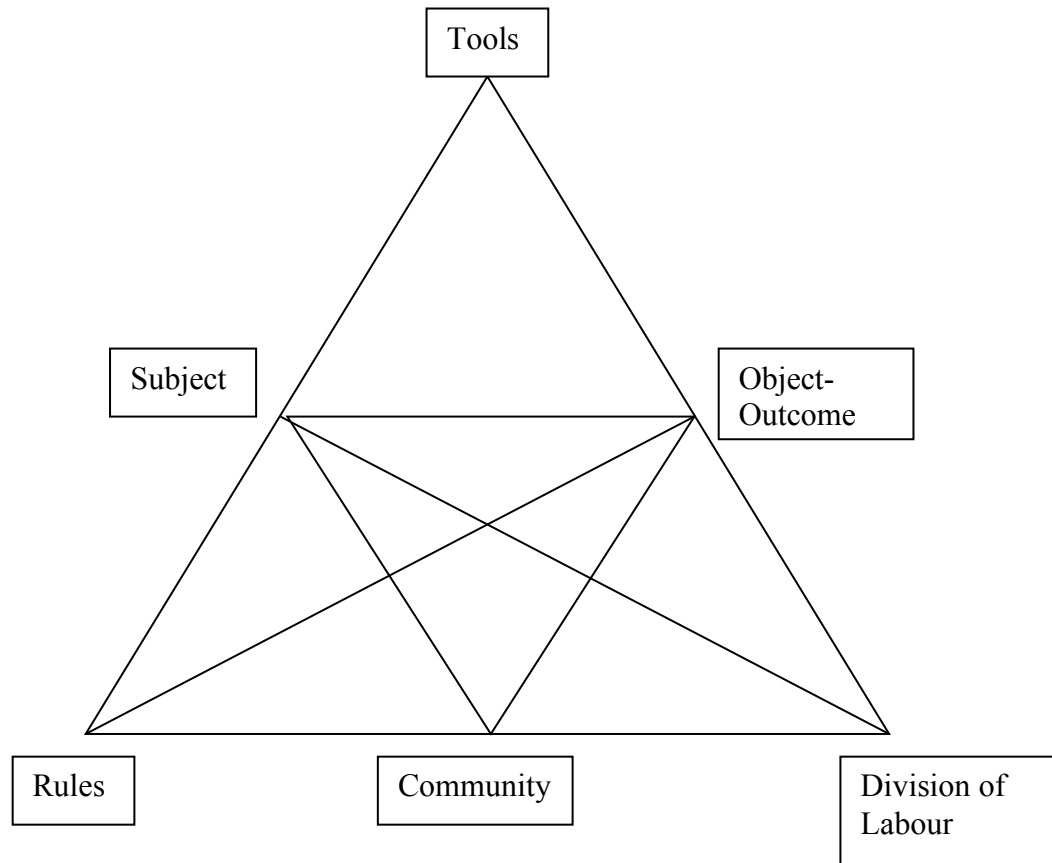 Tools
Subject
Object-
Outcome
Rules
Community
Division of
Labour